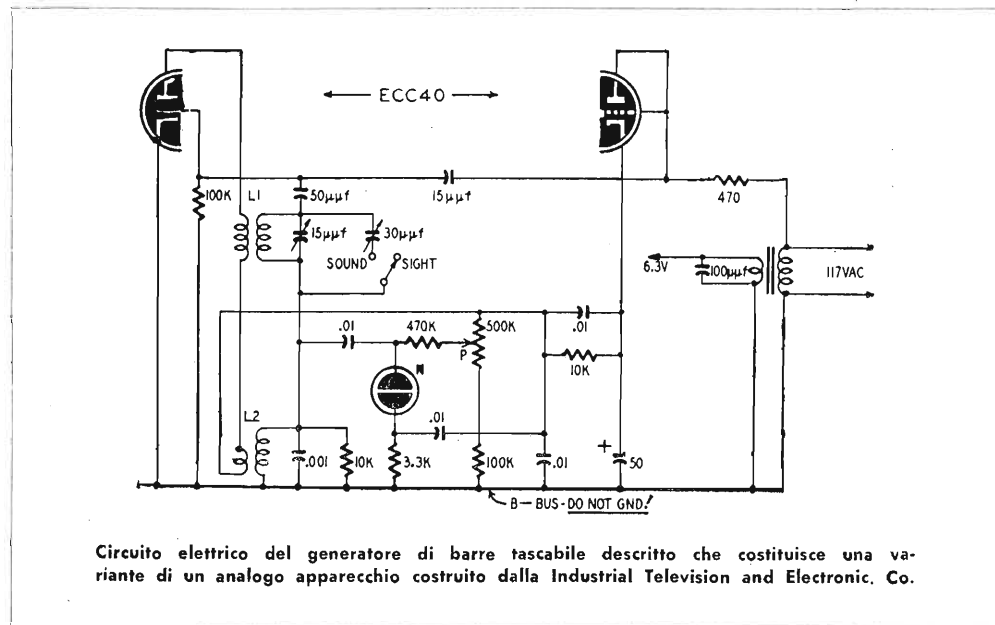 ECC40
100K
L1
50μμf
15μμf
470
15μμf
30μμf
SOUND
SIGHT
6.3V
100μμf
117VAC
.01
470K
500K
.01
P
10K
N
L2
.01
.001
10K
3.3K
100K
.01
+
50
B — BUS - DO NOT GND!
Circuito elettrico del generatore di barre tascabile descritto che costituisce una va-
riante di un analogo apparecchio costruito dalla Industrial Television and Electronic. Co.